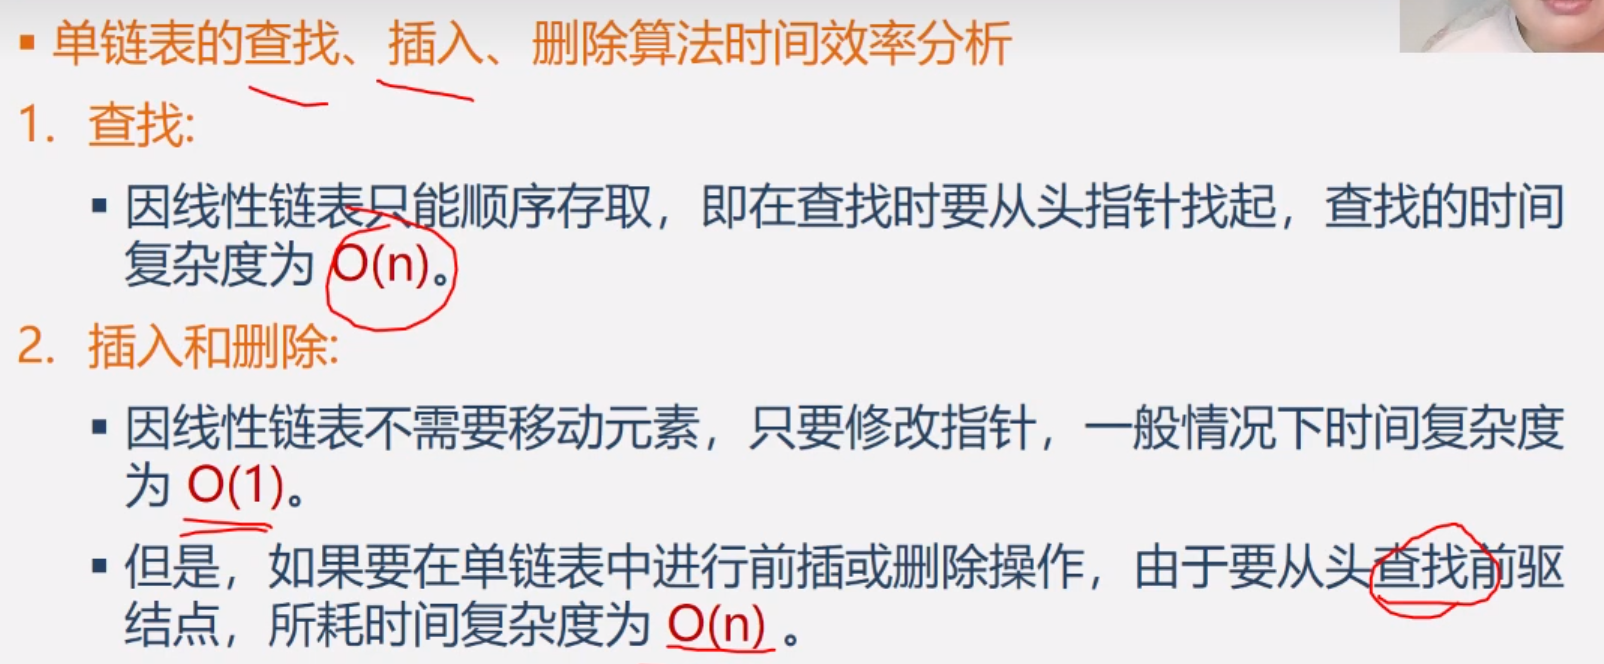 ▪ 单链表的查找、插入、删除算法时间效率分析
1. 查找:
▪ 因线性链表只能顺序存取，即在查找时要从头指针找起，查找的时间
复杂度为 O(n)。
2. 插入和删除:
▪ 因线性链表不需要移动元素，只要修改指针，一般情况下时间复杂度
为 O(1)。
▪ 但是，如果要在单链表中进行前插或删除操作，由于要从头查找前驱
结点，所耗时间复杂度为 O(n) 。